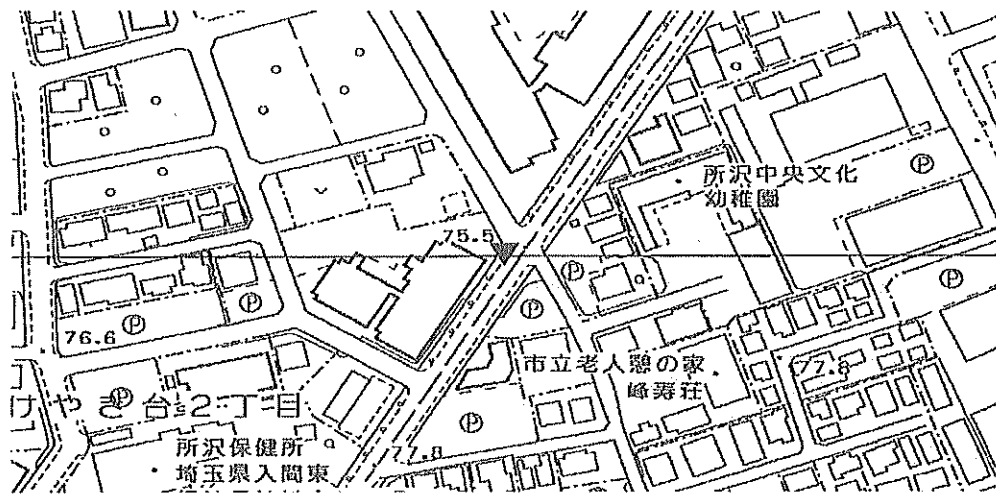 所沢中央文化
幼稚園
75.5
P
P
P
P
P
76.6
P
市立老人憩の家
峰寿荘
77.8
P
けやき台2丁目
P
所沢保健所
77.8
埼玉県入間東